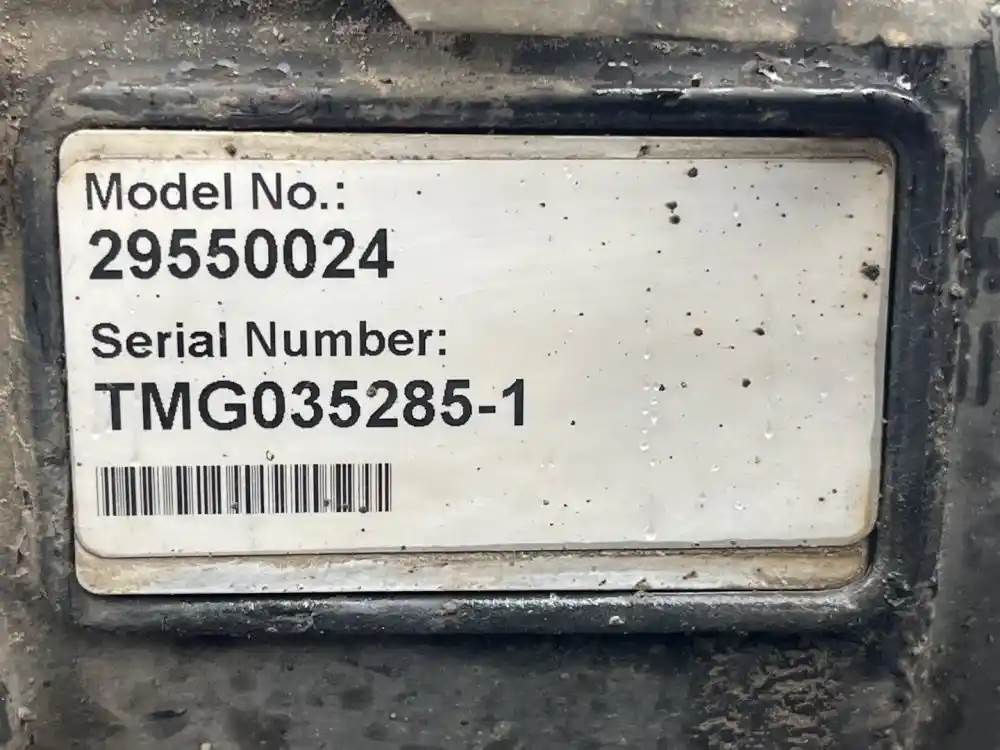 Model No.:
29550024
Serial Number:
TMG035285-1